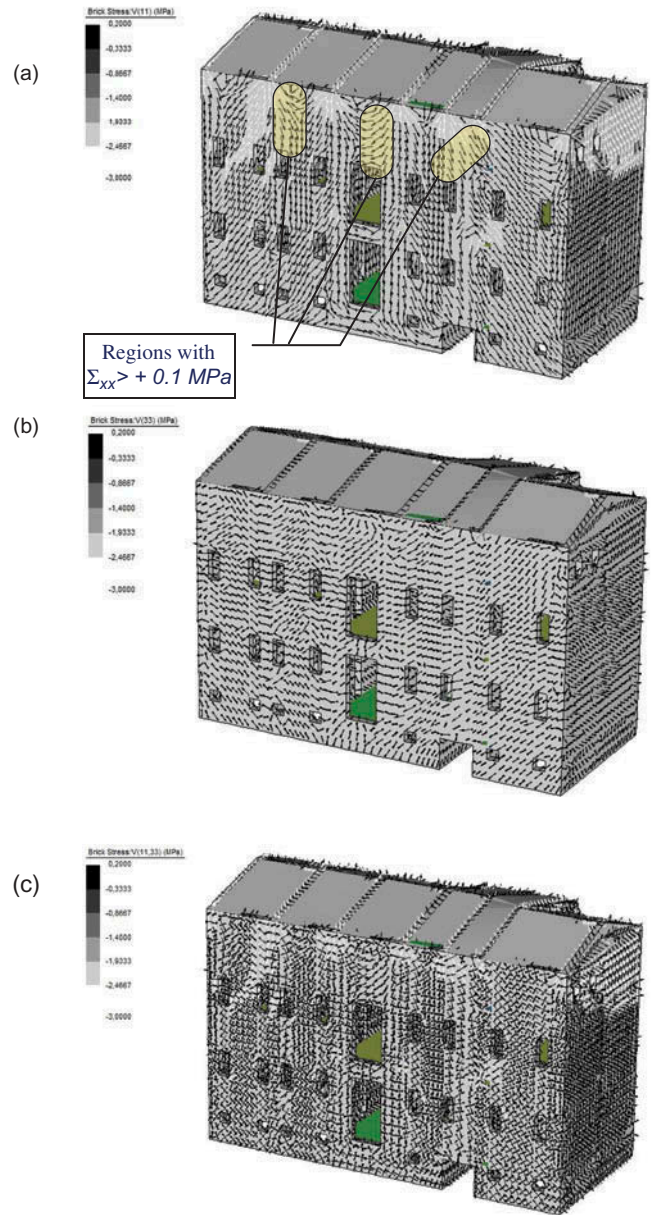 Brick Stress:V(11) (MPa)
0,2000
-0,3333
-0,8667
-1,4000
-1,9333
-2,4667
-3,0000
(a)
Regions with
Σxx> + 0.1 MPa
(b)
Brick Stress:V(33) (MPa)
0,2000
-0,3333
-0,8667
-1,4000
-1,9333
-2,4667
-3,0000
(c)
Brick Stress:V(11,33) (MPa)
0,2000
-0,3333
-0,8667
-1,4000
-1,9333
-2,4667
-3,0000